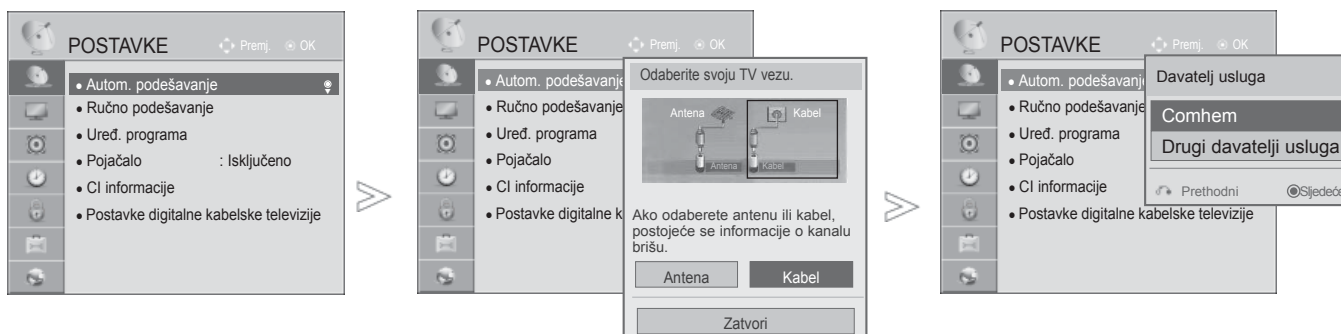 POSTAVKE
Premj. OK
• Autom. podešavanje
• Ručno podešavanje
• Uređ. programa
• Pojačalo : Isključeno
• CI informacije
• Postavke digitalne kabelske televizije
POSTAVKE
Premj. OK
• Autom. podešavanje
• Ručno podešavanje
• Uređ. programa
• Pojačalo
• CI informacije
• Postavke digitalne k
Odaberite svoju TV vezu.
Antena Kabel
Antena Kabel
Ako odaberete antenu ili kabel,
postojeće se informacije o kanalu
brišu.
Antena Kabel
Zatvori
POSTAVKE
Premj. OK
• Autom. podešavanje
• Ručno podešavanje
• Uređ. programa
• Pojačalo
• CI informacije
• Postavke digitalne kabelske televizije
Davatelj usluga
Comhem
Drugi davatelji usluga
Prethodni Sljedeće